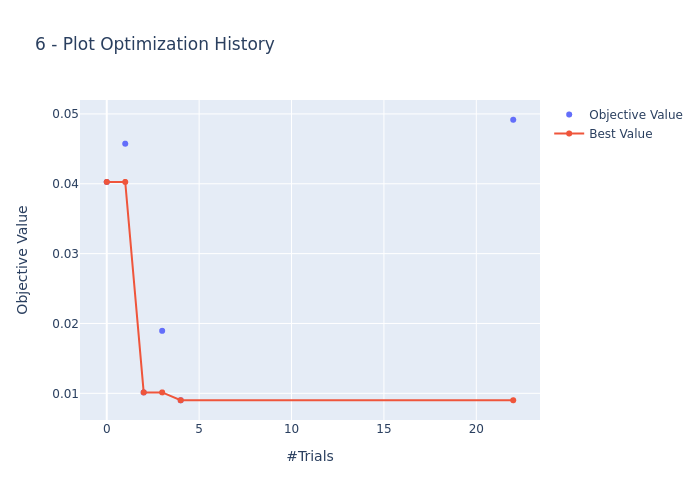 6 - Plot Optimization History
Objective Value
Best Value
0.05
0.04
0.03
0.02
0.01
Objective Value
0
5
10
15
20
#Trials